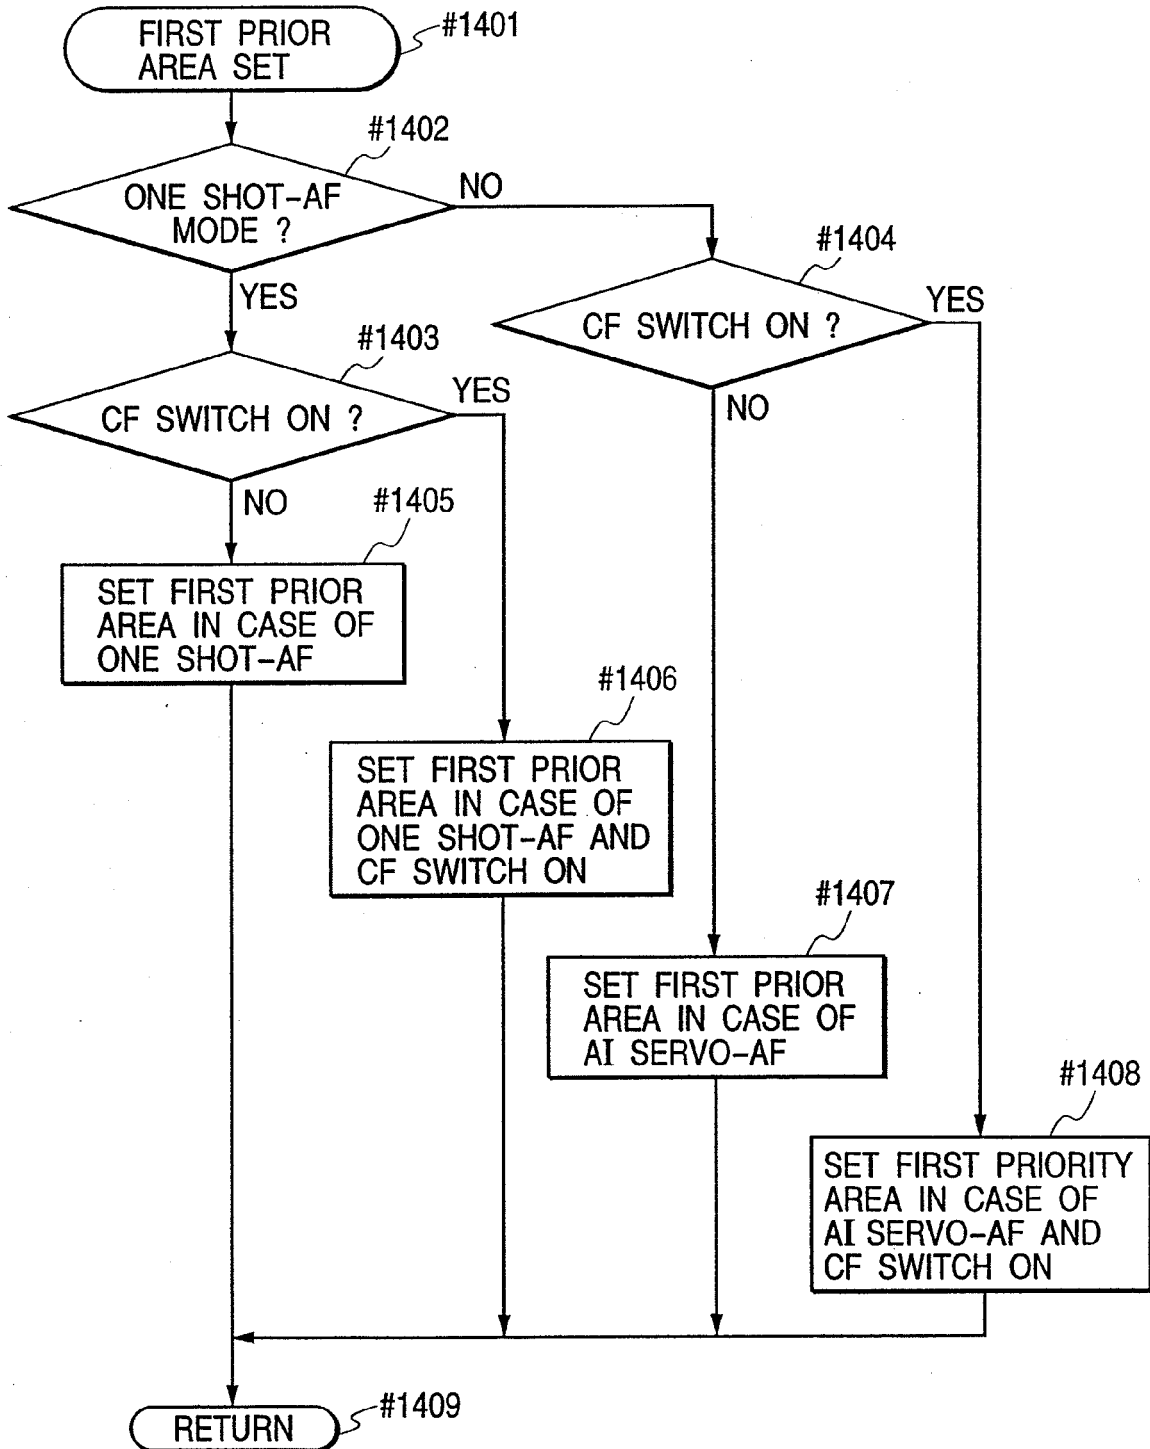 FIRST PRIOR
AREA SET
#1401
#1402
ONE SHOT-AF
MODE ?
NO
YES
#1404
CF SWITCH ON ?
YES
NO
#1403
CF SWITCH ON ?
YES
NO
#1405
SET FIRST PRIOR
AREA IN CASE OF
ONE SHOT-AF
#1406
SET FIRST PRIOR
AREA IN CASE OF
ONE SHOT-AF AND
CF SWITCH ON
#1407
SET FIRST PRIOR
AREA IN CASE OF
AI SERVO-AF
#1408
SET FIRST PRIORITY
AREA IN CASE OF
AI SERVO-AF AND
CF SWITCH ON
RETURN
#1409